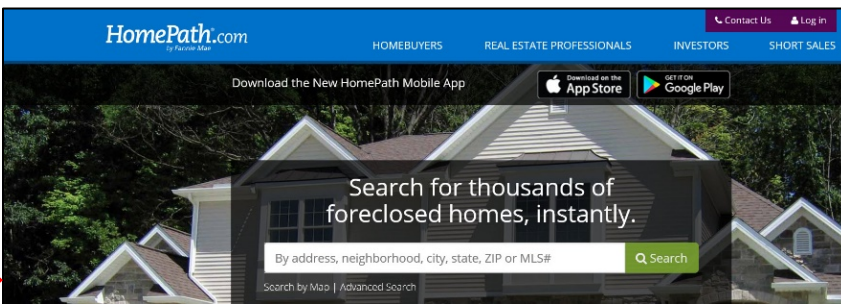 Contact Us Log in
HomePath.com
by Fannie Mae
HOMEBUYERS REAL ESTATE PROFESSIONALS INVESTORS SHORT SALES
Download the New HomePath Mobile App
Download on the
App Store
GET IT ON
Google Play
Search for thousands of
foreclosed homes, instantly.
By address, neighborhood, city, state, ZIP or MLS#
Search
Search by Map | Advanced Search